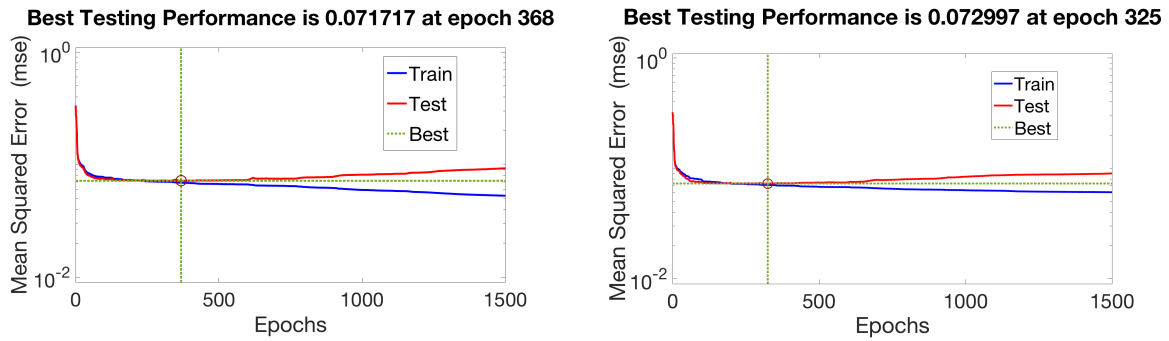 Best Testing Performance is 0.071717 at epoch 368
Mean Squared Error (mse)
10^0
10^-2
0
500
1000
1500
Epochs
Train
Test
Best
Best Testing Performance is 0.072997 at epoch 325
Mean Squared Error (mse)
10^0
10^-2
0
500
1000
1500
Epochs
Train
Test
Best